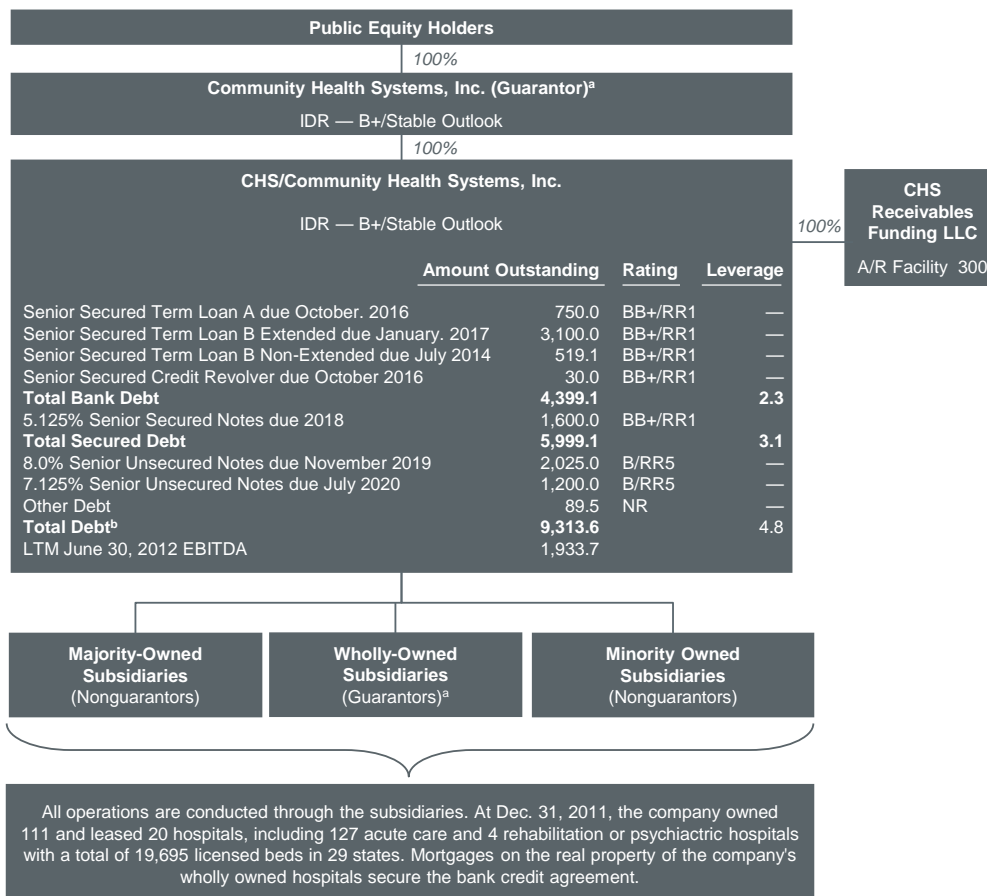 Public Equity Holders
100%
Community Health Systems, Inc. (Guarantor)ᵃ
IDR — B+/Stable Outlook
100%
CHS/Community Health Systems, Inc.
IDR — B+/Stable Outlook
100%
CHS
Receivables
Funding LLC
A/R Facility 300
Amount Outstanding Rating Leverage
Senior Secured Term Loan A due October. 2016 750.0 BB+/RR1 —
Senior Secured Term Loan B Extended due January. 2017 3,100.0 BB+/RR1 —
Senior Secured Term Loan B Non-Extended due July 2014 519.1 BB+/RR1 —
Senior Secured Credit Revolver due October 2016 30.0 BB+/RR1 —
Total Bank Debt 4,399.1 2.3
5.125% Senior Secured Notes due 2018 1,600.0 BB+/RR1
Total Secured Debt 5,999.1 3.1
8.0% Senior Unsecured Notes due November 2019 2,025.0 B/RR5 —
7.125% Senior Unsecured Notes due July 2020 1,200.0 B/RR5 —
Other Debt 89.5 NR —
Total Debtᵇ 9,313.6 4.8
LTM June 30, 2012 EBITDA 1,933.7
Majority-Owned
Subsidiaries
(Nonguarantors)
Wholly-Owned
Subsidiaries
(Guarantors)ᵃ
Minority Owned
Subsidiaries
(Nonguarantors)
All operations are conducted through the subsidiaries. At Dec. 31, 2011, the company owned
111 and leased 20 hospitals, including 127 acute care and 4 rehabilitation or psychiactric hospitals
with a total of 19,695 licensed beds in 29 states. Mortgages on the real property of the company's
wholly owned hospitals secure the bank credit agreement.